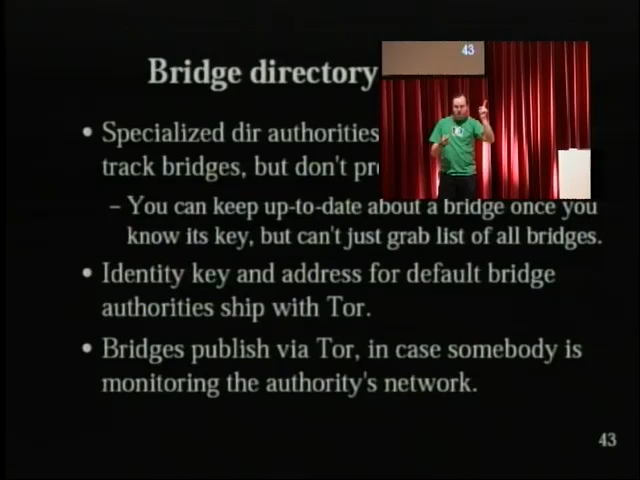 43
Bridge directory
• Specialized dir authorities
track bridges, but don't pr
– You can keep up-to-date about a bridge once you
know its key, but can't just grab list of all bridges.
• Identity key and address for default bridge
authorities ship with Tor.
• Bridges publish via Tor, in case somebody is
monitoring the authority's network.
43